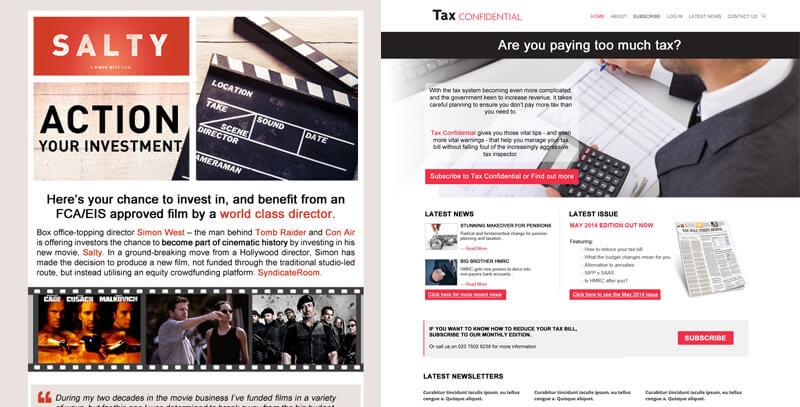 SALTY
A SIMON WEST FILM
ACTION
YOUR INVESTMENT
LOCATION
TAKE
SOUND
DATE
SCENE
DIRECTOR
CAMERAMAN
Here's your chance to invest in, and benefit from an
FCA/EIS approved film by a world class director.
Box office-topping director Simon West – the man behind Tomb Raider and Con Air
is offering investors the chance to become part of cinematic history by investing in his
new movie, Salty. In a ground-breaking move from a Hollywood director, Simon has
made the decision to produce a new film, not funded through the traditional studio-led
route, but instead utilising an equity crowdfunding platform: SyndicateRoom.
CAGE CUSACK MALKOVICH
During my two decades in the movie business I've funded films in a variety
Tax CONFIDENTIAL
HOME ABOUT SUBSCRIBE LOG IN LATEST NEWS CONTACT US
Are you paying too much tax?
With the tax system becoming even more complicated,
and the government keen to increase revenue, it takes
careful planning to ensure you don't pay more tax than
you need to.
Tax Confidential gives you those vital tips - and even
more vital warnings - that help you manage your tax
bill without falling foul of the increasingly aggressive
tax inspector.
Subscribe to Tax Confidential or Find out more
LATEST NEWS
STUNNING MAKEOVER FOR PENSIONS
Radical and fundamental change for pension
planning and taxation...
— Read More
BIG BROTHER HMRC
HMRC gets new powers to delve into
non-payers bank accounts...
— Read More
Click here for more recent news
LATEST ISSUE
MAY 2014 EDITION OUT NOW
Featuring:
- How to reduce your tax bill
- What the budget changes mean for you
- Alternative to annuities
- SIPP v SAAS
- Is HMRC after you?
Click here to see the May 2014 issue
THE WALL STREET JOURNAL
IF YOU WANT TO KNOW HOW TO REDUCE YOUR TAX BILL,
SUBSCRIBE TO OUR MONTHLY EDITION.
Or call us on 020 7502 8238 for more information
SUBSCRIBE
LATEST NEWSLETTERS
Curabitur tincidunt iaculis ipsum, eu tellus
congue a. Quisque aliquet.
Curabitur tincidunt iaculis ipsum, eu tellus
congue a. Quisque aliquet.
Curabitur tincidunt iaculis ipsum, eu tellus
congue a. Quisque aliquet.